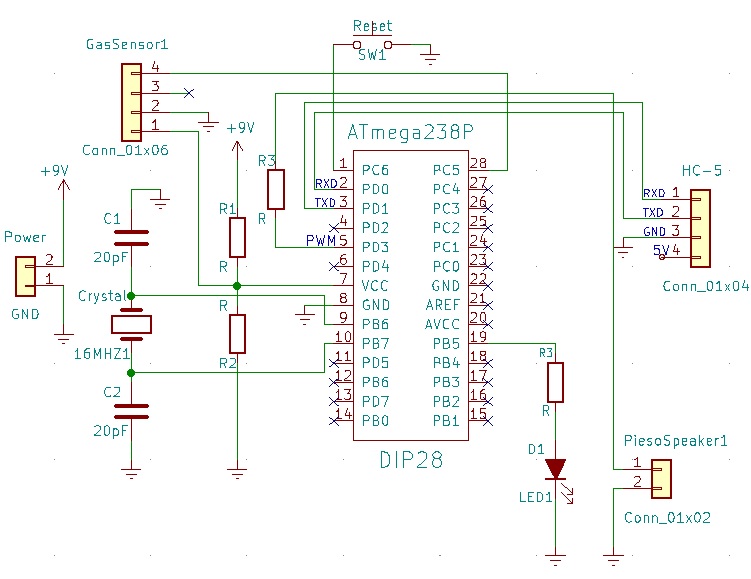 Reset
SW1
GasSensor1
4
3
2
1
Conn_01x06
+9V
+9V
ATmega238P
R3
R
R1
R
R
R2
Power
2
1
GND
C1
20pF
Crystal
16MHZ1
C2
20pF
RXD
TXD
PWM
1 PC6
2 PD0
3 PD1
4 PD2
5 PD3
6 PD4
7 VCC
8 GND
9 PB6
10 PB7
11 PD5
12 PB6
13 PD7
14 PB0
PC5 28
PC4 27
PC3 26
PC2 25
PC1 24
PC0 23
GND 22
AREF 21
AVCC 20
PB5 19
PB4 18
PB3 17
PB2 16
PB1 15
DIP28
HC-5
RXD 1
TXD 2
GND 3
5V 4
Conn_01x04
R3
R
D1
LED1
PiesoSpeaker1
1
2
Conn_01x02